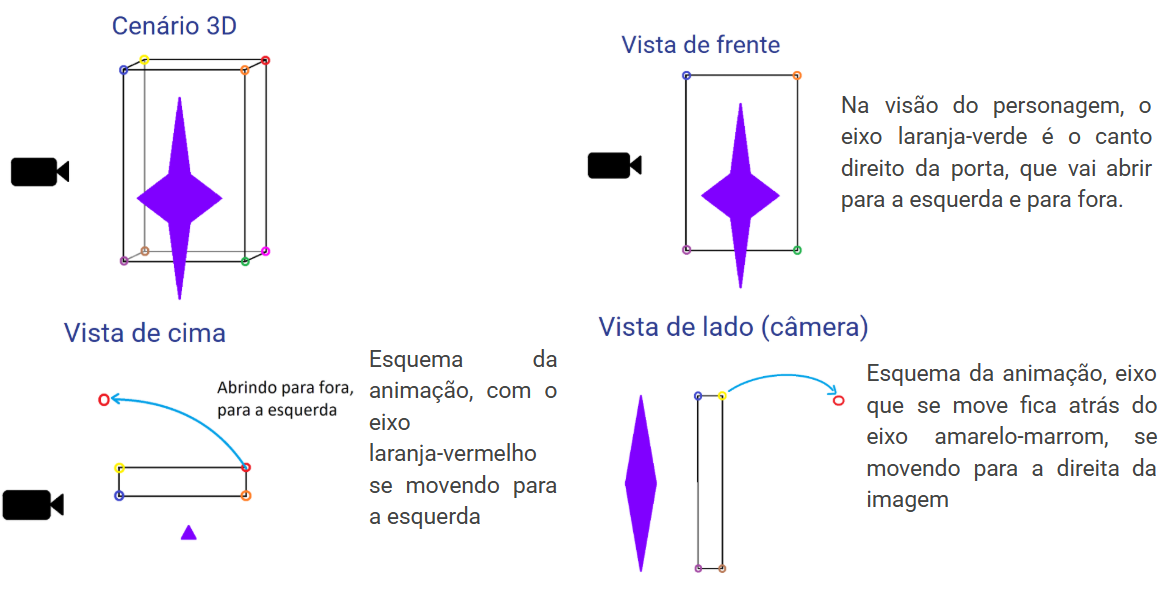 Cenário 3D
Vista de frente
Na visão do personagem, o
eixo laranja-verde é o canto
direito da porta, que vai abrir
para a esquerda e para fora.
Vista de cima
Abrindo para fora,
para a esquerda
Esquema da
animação, com o
eixo
laranja-vermelho
se movendo para
a esquerda
Vista de lado (câmera)
Esquema da animação, eixo
que se move fica atrás do
eixo amarelo-marrom, se
movendo para a direita da
imagem